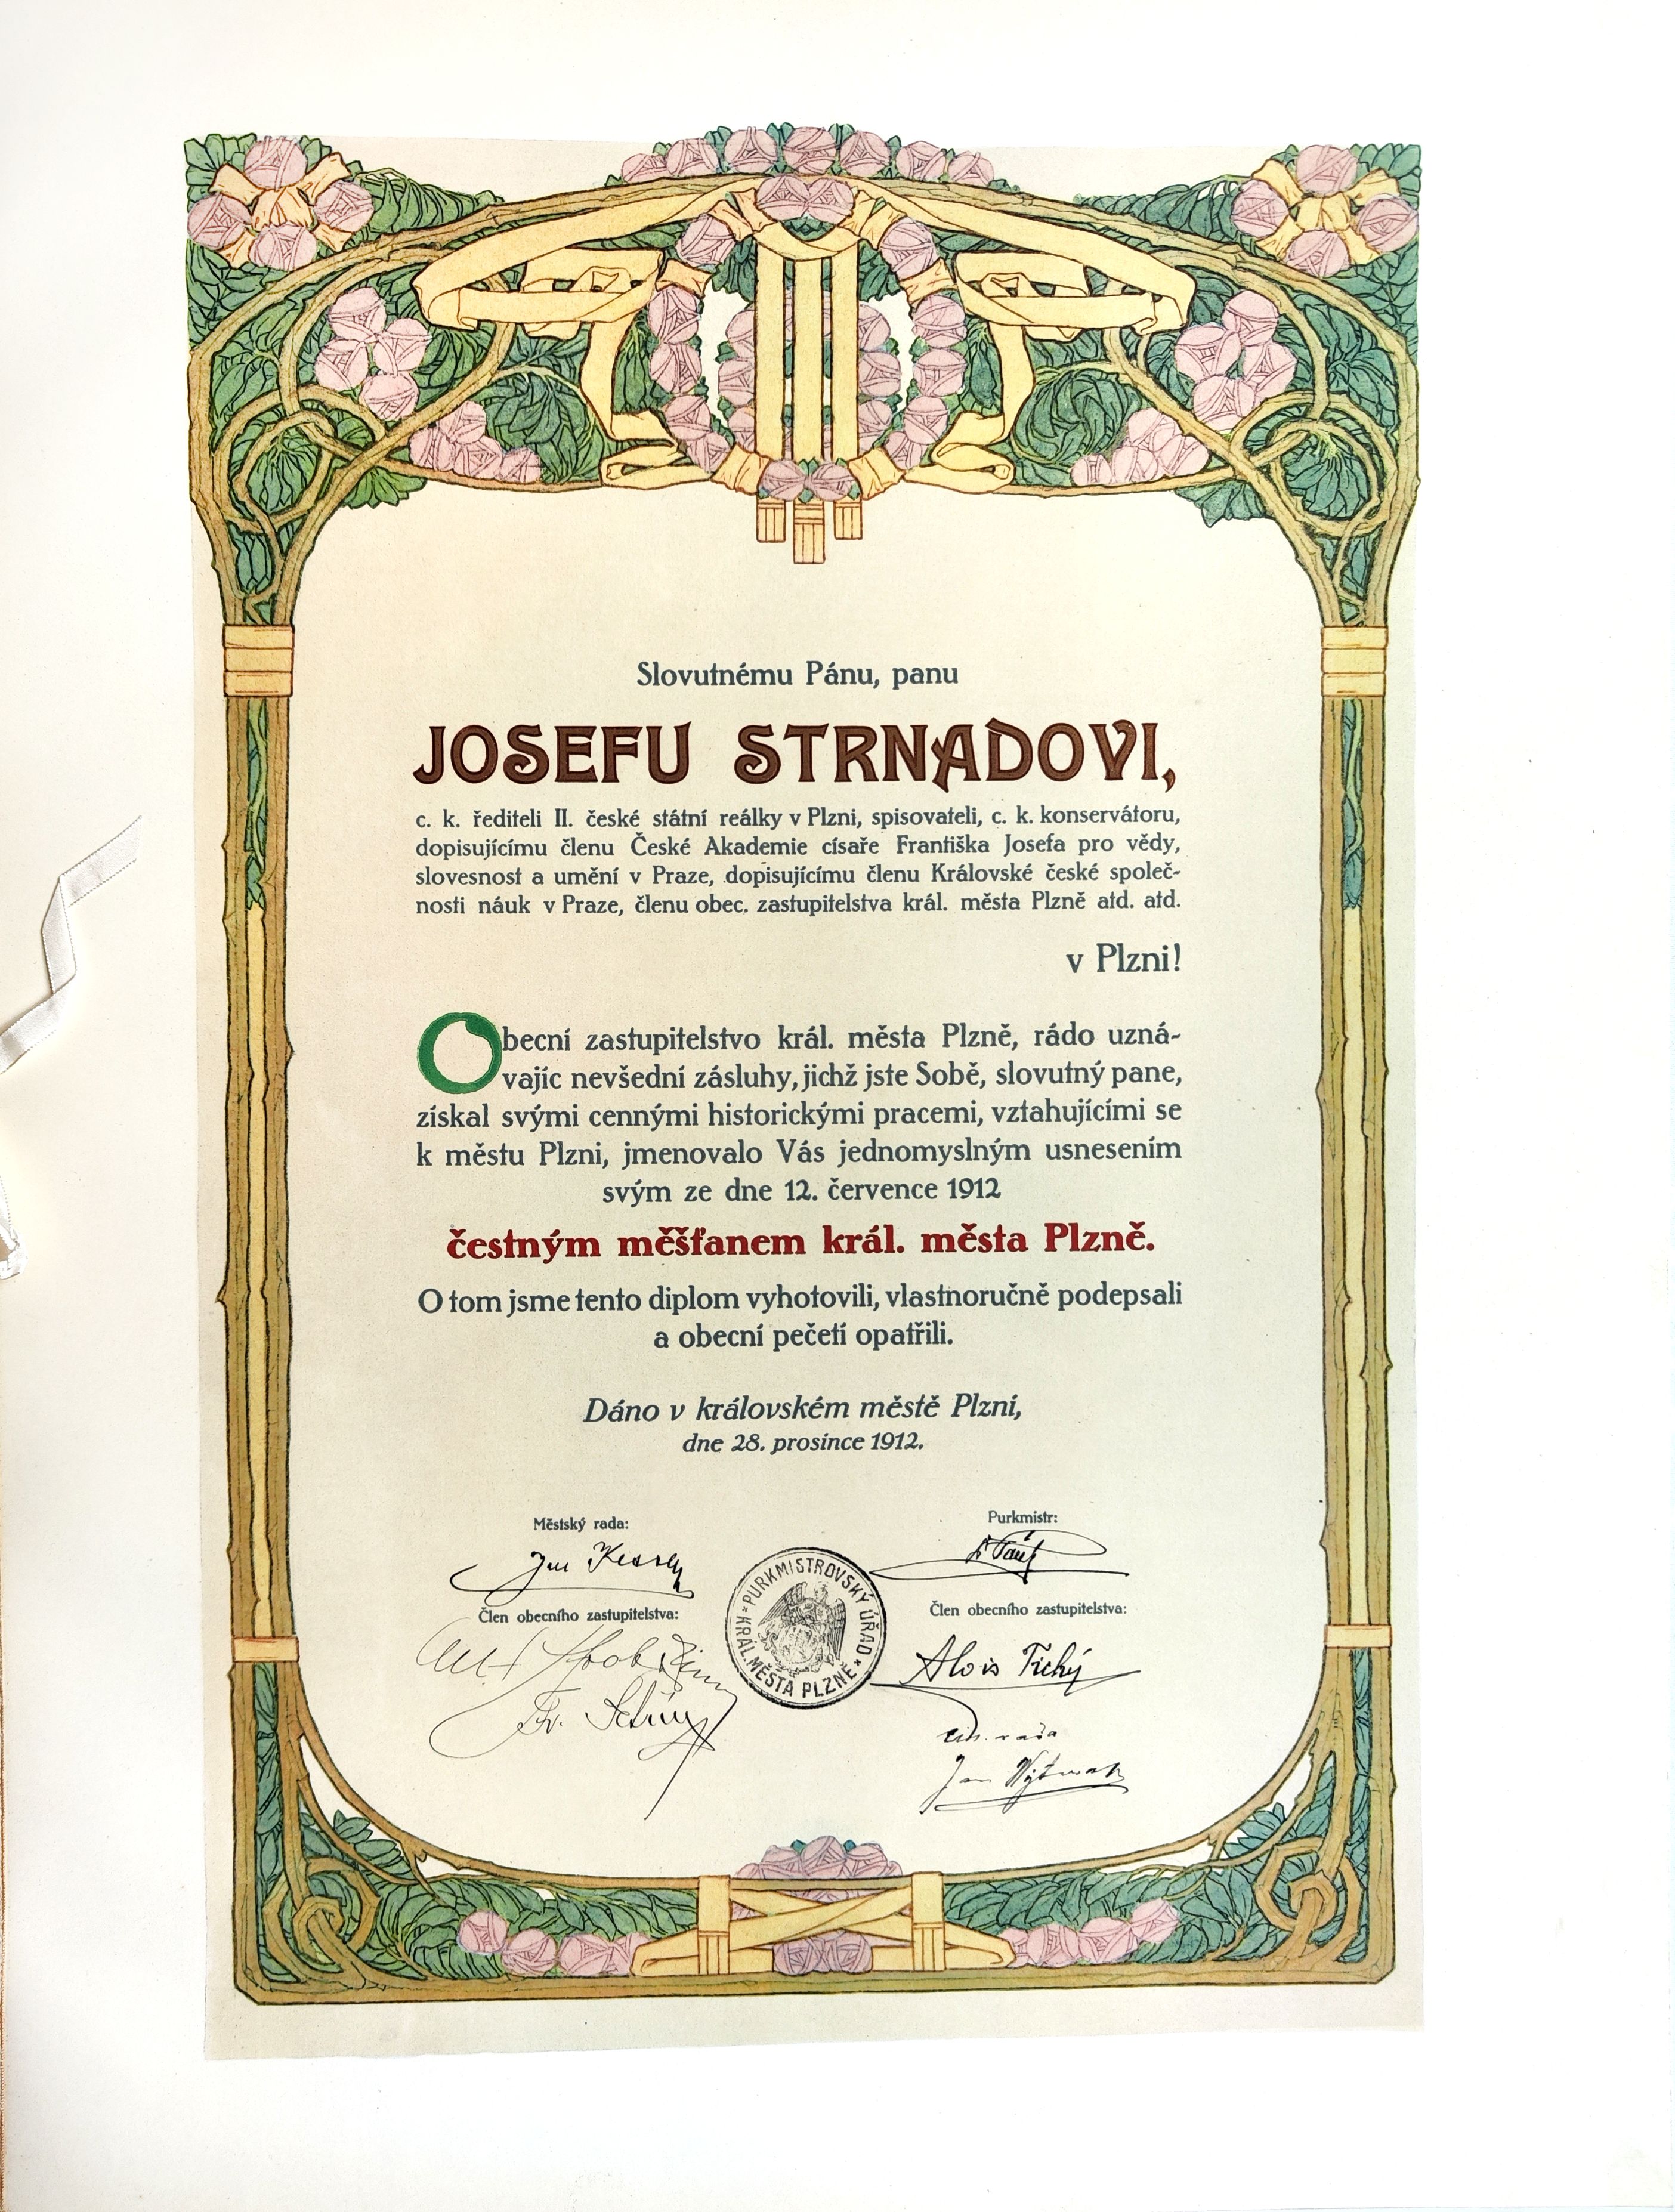 Slovutnému Pánu, panu
JOSEFU STRNADOVI,
c. k. řediteli II. české státní reálky v Plzni, spisovateli, c. k. konservátoru,
dopisujícímu členu České Akademie císaře Františka Josefa pro vědy,
slovesnost a umění v Praze, dopisujícímu členu Královské české společ-
nosti náuk v Praze, členu obec. zastupitelstva král. města Plzně atd. atd.
v Plzni!
Obecní zastupitelstvo král. města Plzně, rádo uzná-
vajíc nevšední zásluhy, jichž jste Sobě, slovutný pane,
získal svými cennými historickými pracemi, vztahujícími se
k městu Plzni, jmenovalo Vás jednomyslným usnesením
svým ze dne 12. července 1912
čestným měšťanem král. města Plzně.
O tom jsme tento diplom vyhotovili, vlastnoručně podepsali
a obecní pečetí opatřili.
Dáno v královském městě Plzni,
dne 28. prosince 1912.
Městský rada:
Purkmistr:
Jan
PURKMISTROVSKÝ ÚŘAD
KRÁL. MĚSTA PLZNĚ
Člen obecního zastupitelstva:
Člen obecního zastupitelstva:
Alois Tichý
Fr.
rada
Jan